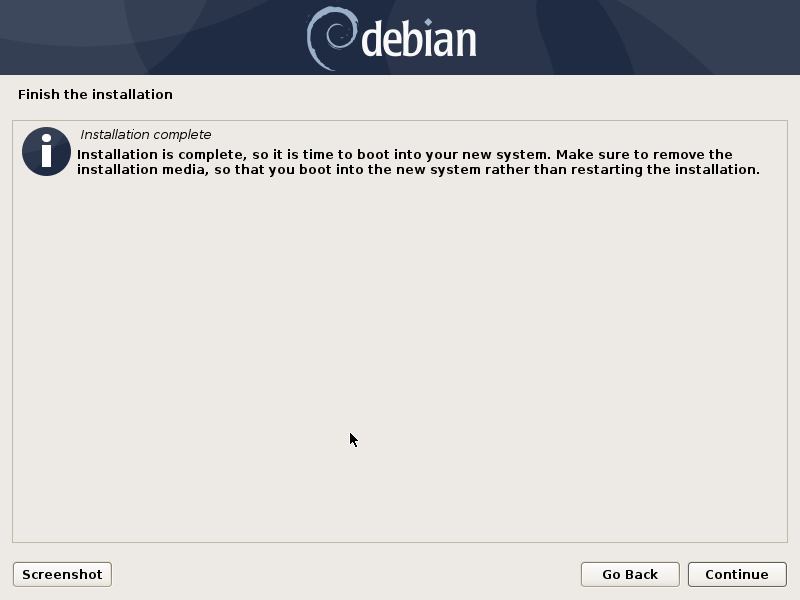 debian
Finish the installation
Installation complete
Installation is complete, so it is time to boot into your new system. Make sure to remove the
installation media, so that you boot into the new system rather than restarting the installation.
Screenshot
Go Back
Continue